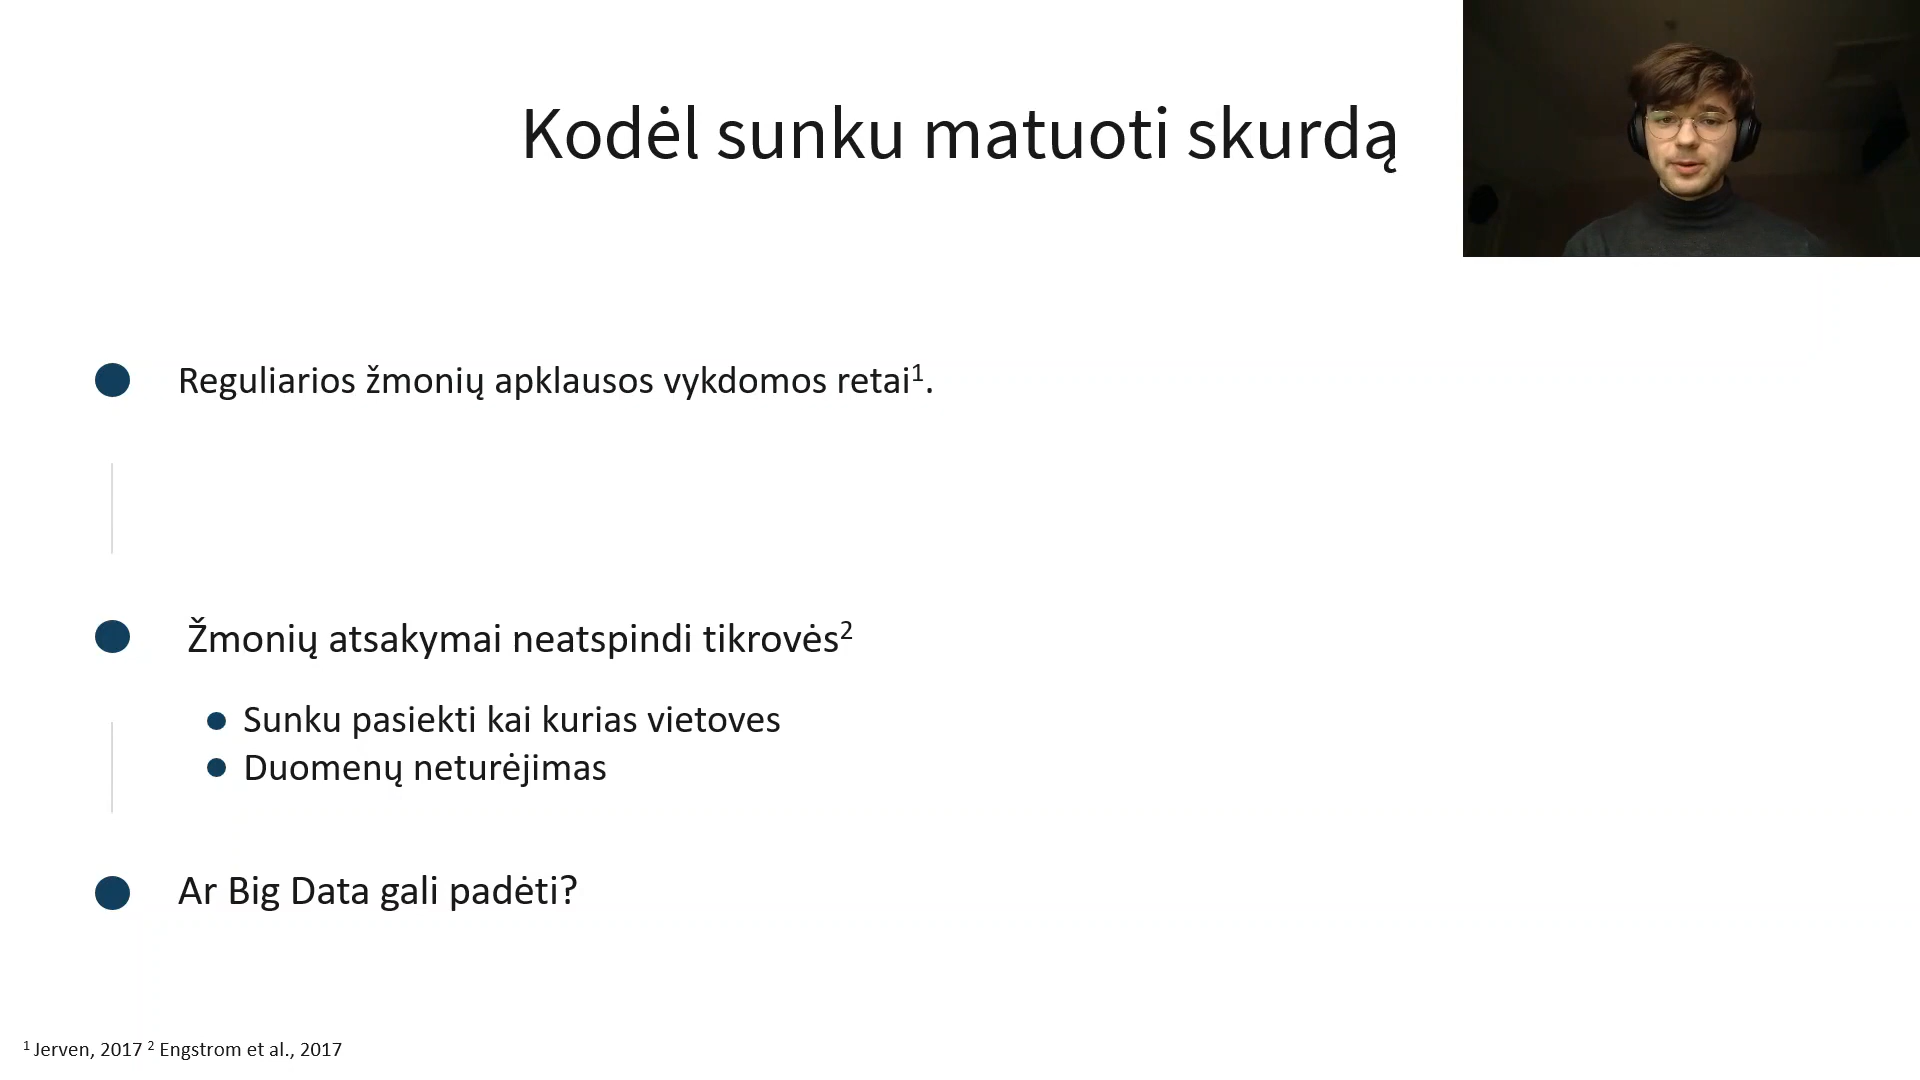 Kodėl sunku matuoti skurdą
Reguliarios žmonių apklausos vykdomos retai¹.
Žmonių atsakymai neatspindi tikrovės²
Sunku pasiekti kai kurias vietoves
Duomenų neturėjimas
Ar Big Data gali padėti?
¹ Jerven, 2017 ² Engstrom et al., 2017